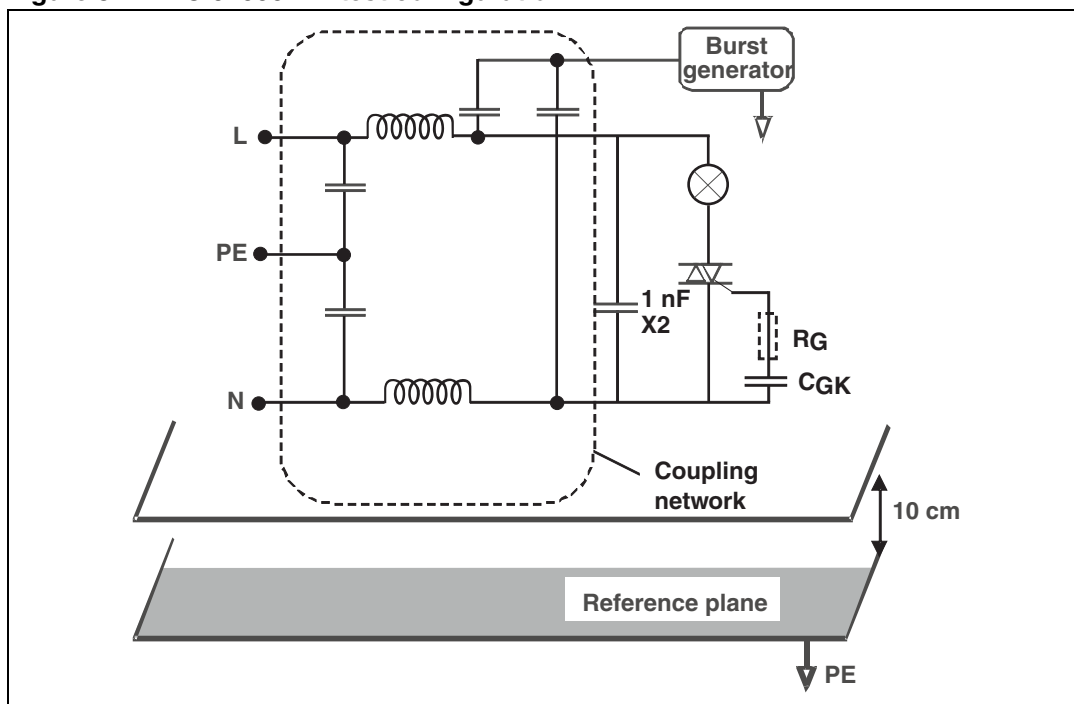 Burst
generator
L
PE
1 nF
X2
RG
CGK
N
Coupling
network
10 cm
Reference plane
PE